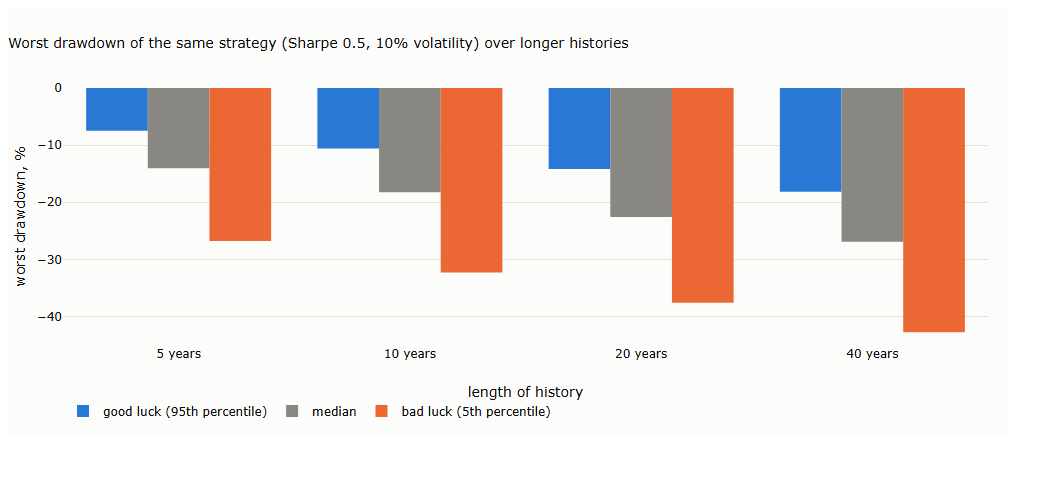 Worst drawdown of the same strategy (Sharpe 0.5, 10% volatility) over longer histories
0
−10
−20
−30
−40
worst drawdown, %
5 years 10 years 20 years 40 years
length of history
good luck (95th percentile) median bad luck (5th percentile)